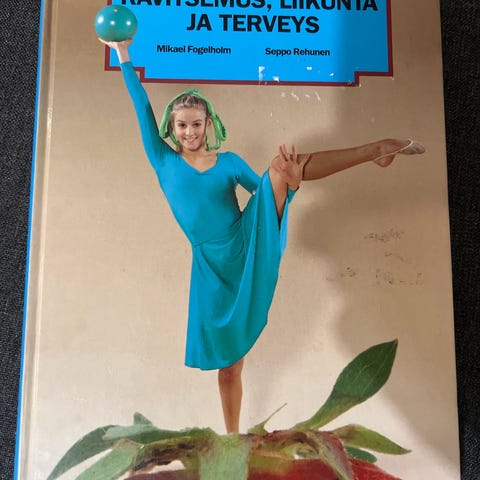 RAVITSEMUS, LIIKUNTA
JA TERVEYS
Mikael Fogelholm Seppo Rehunen